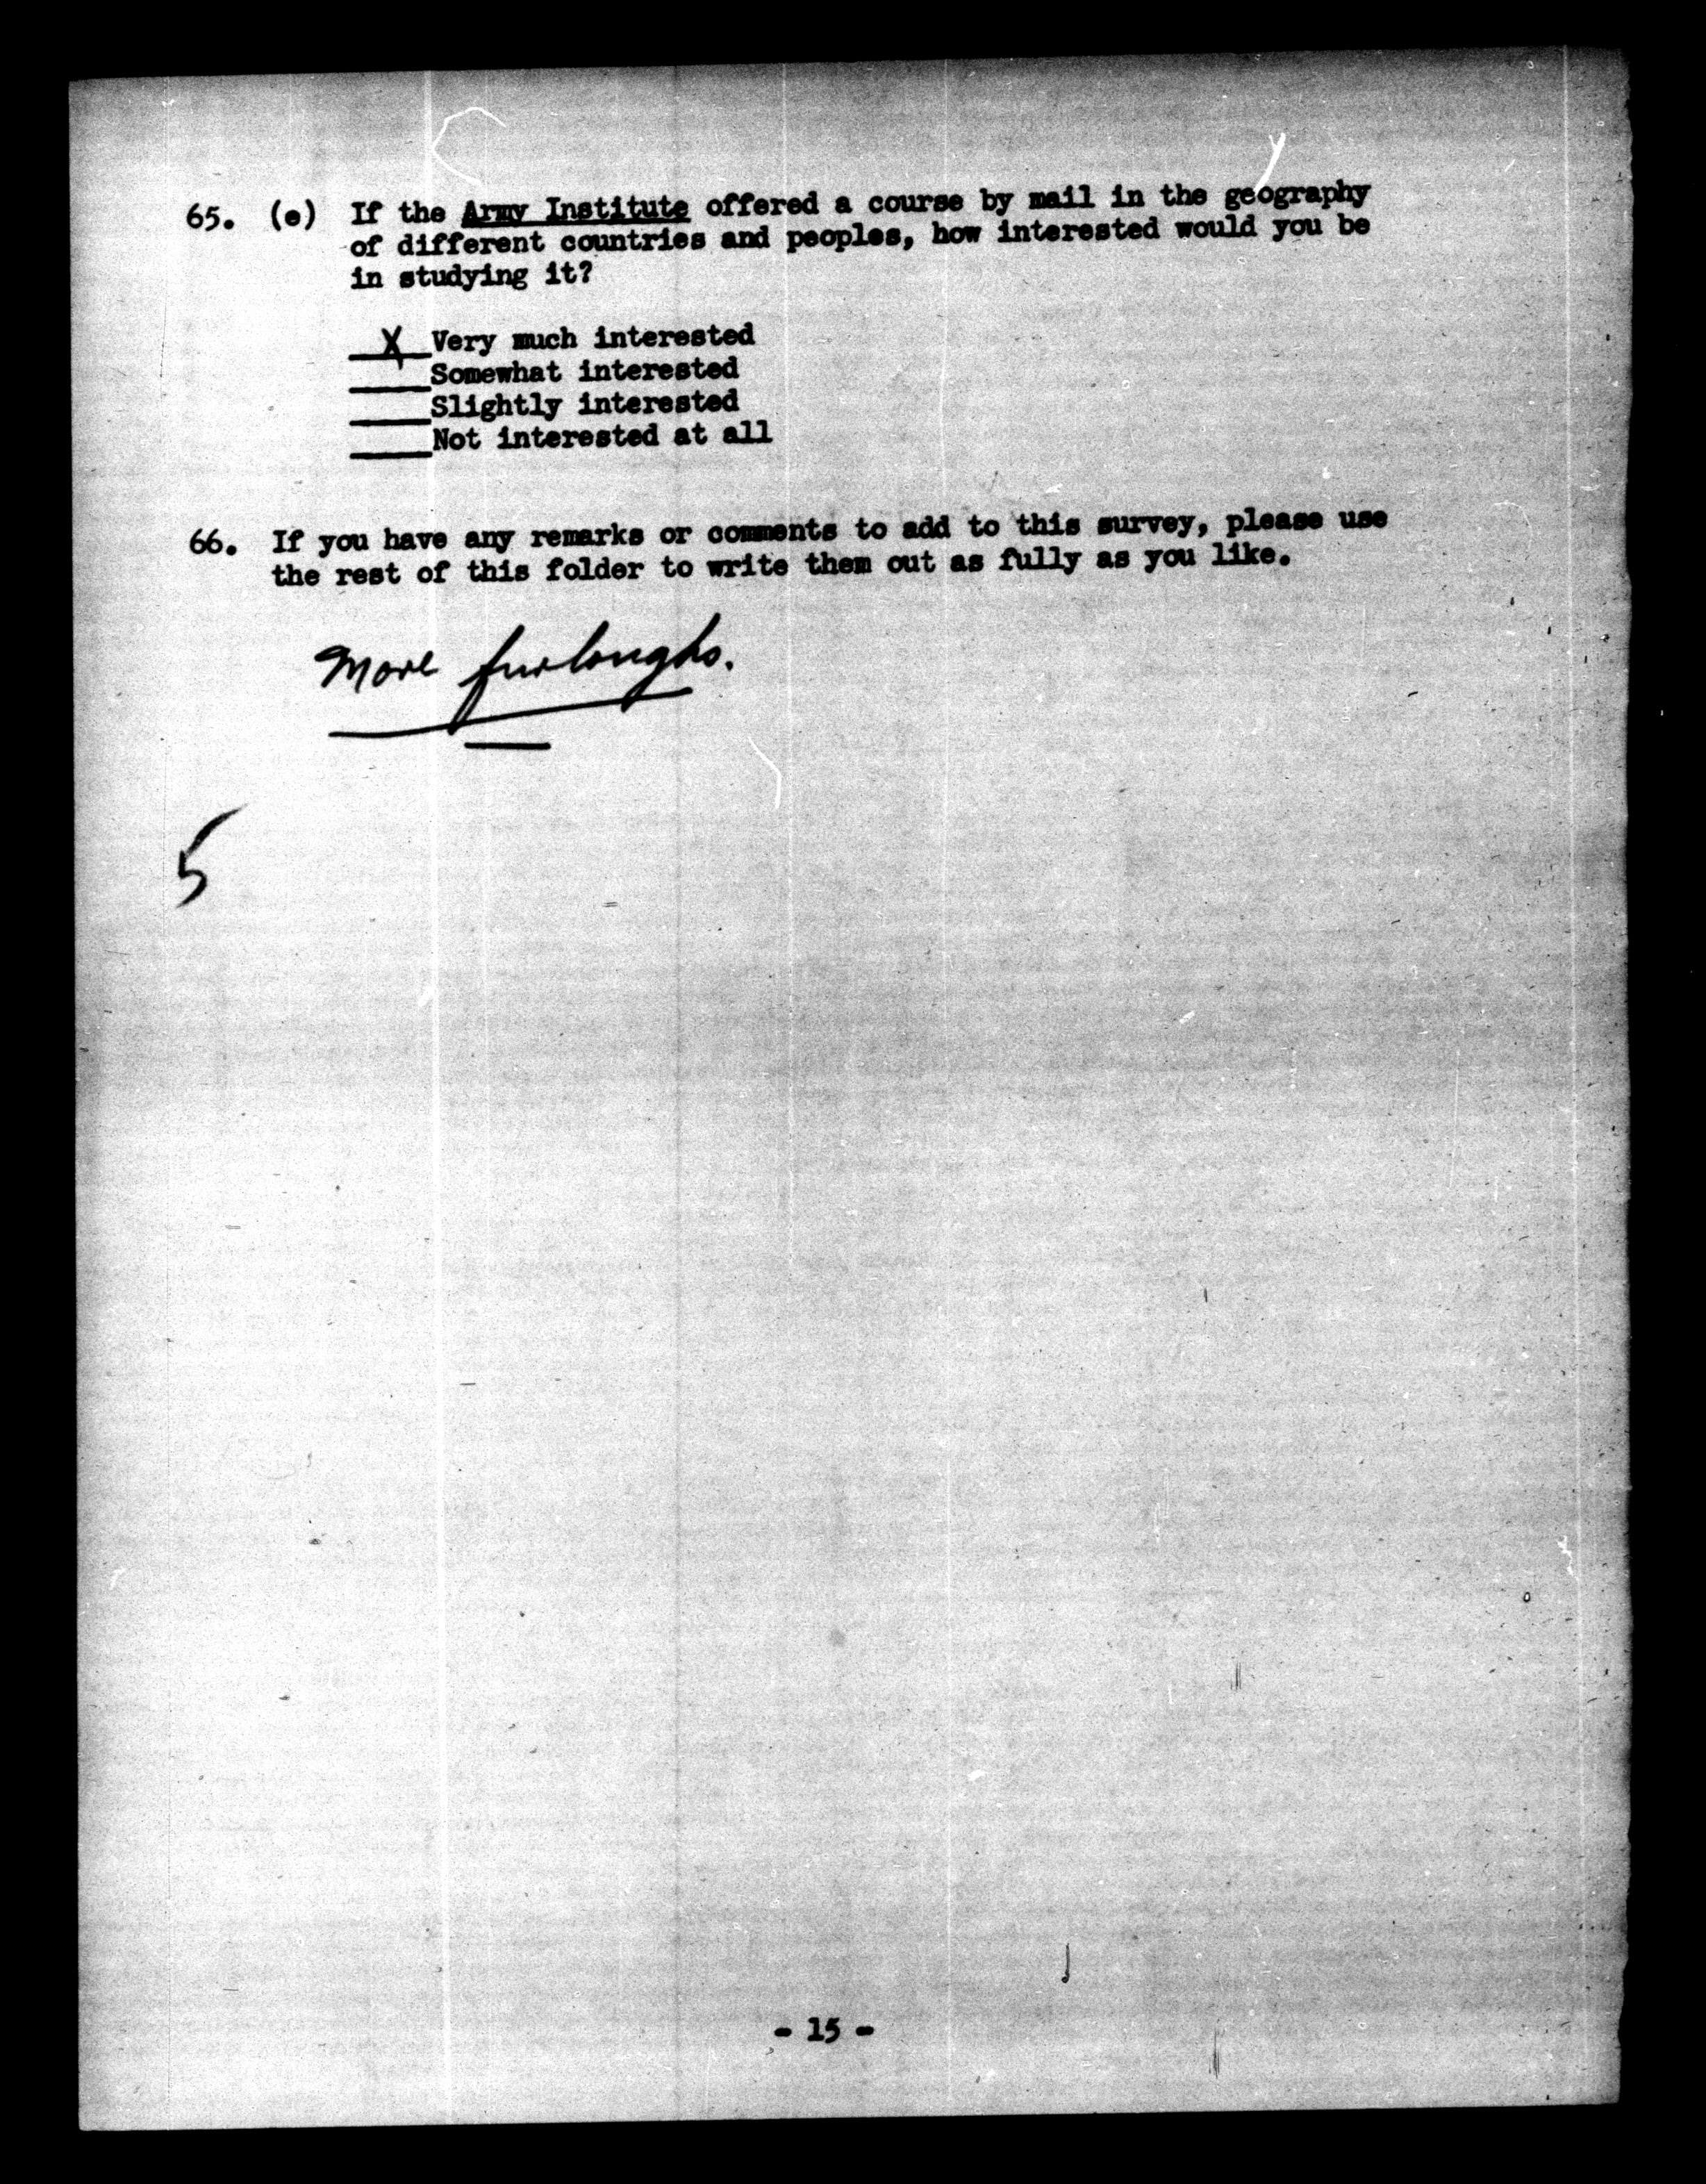 65. (e) If the Army Institute offered a course by mail in the geography
of different countries and peoples, how interested would you be
in studying it?
X Very much interested
Somewhat interested
Slightly interested
Not interested at all
66. If you have any remarks or comments to add to this survey, please use
the rest of this folder to write them out as fully as you like.
More furloughs.
5
- 15 -